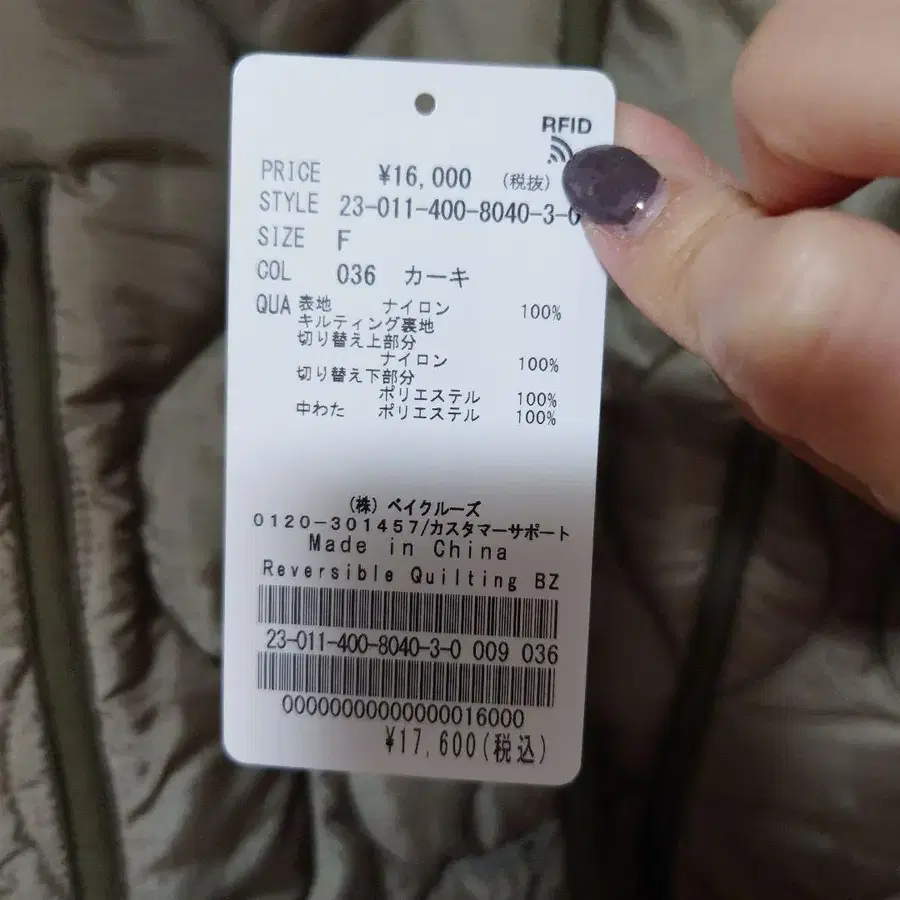 RFID
PRICE ¥16,000 (税抜)
STYLE 23-011-400-8040-3-0
SIZE F
COL 036 カーキ
QUA 表地 ナイロン 100%
キルティング裏地
切り替え上部分
ナイロン 100%
切り替え下部分
ポリエステル 100%
中わた ポリエステル 100%
(株)ベイクルーズ
0120-301457/カスタマーサポート
Made in China
Reversible Quilting BZ
23-011-400-8040-3-0 009 036
0000000000000016000
¥17,600(税込)